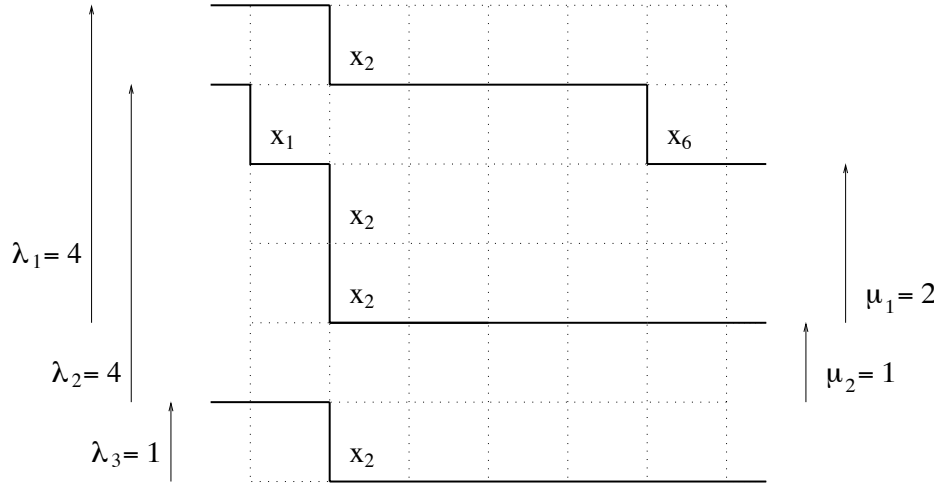 x₂
x₁ x₆
x₂
λ₁= 4
x₂ μ₁= 2
λ₂= 4 μ₂= 1
λ₃= 1 x₂